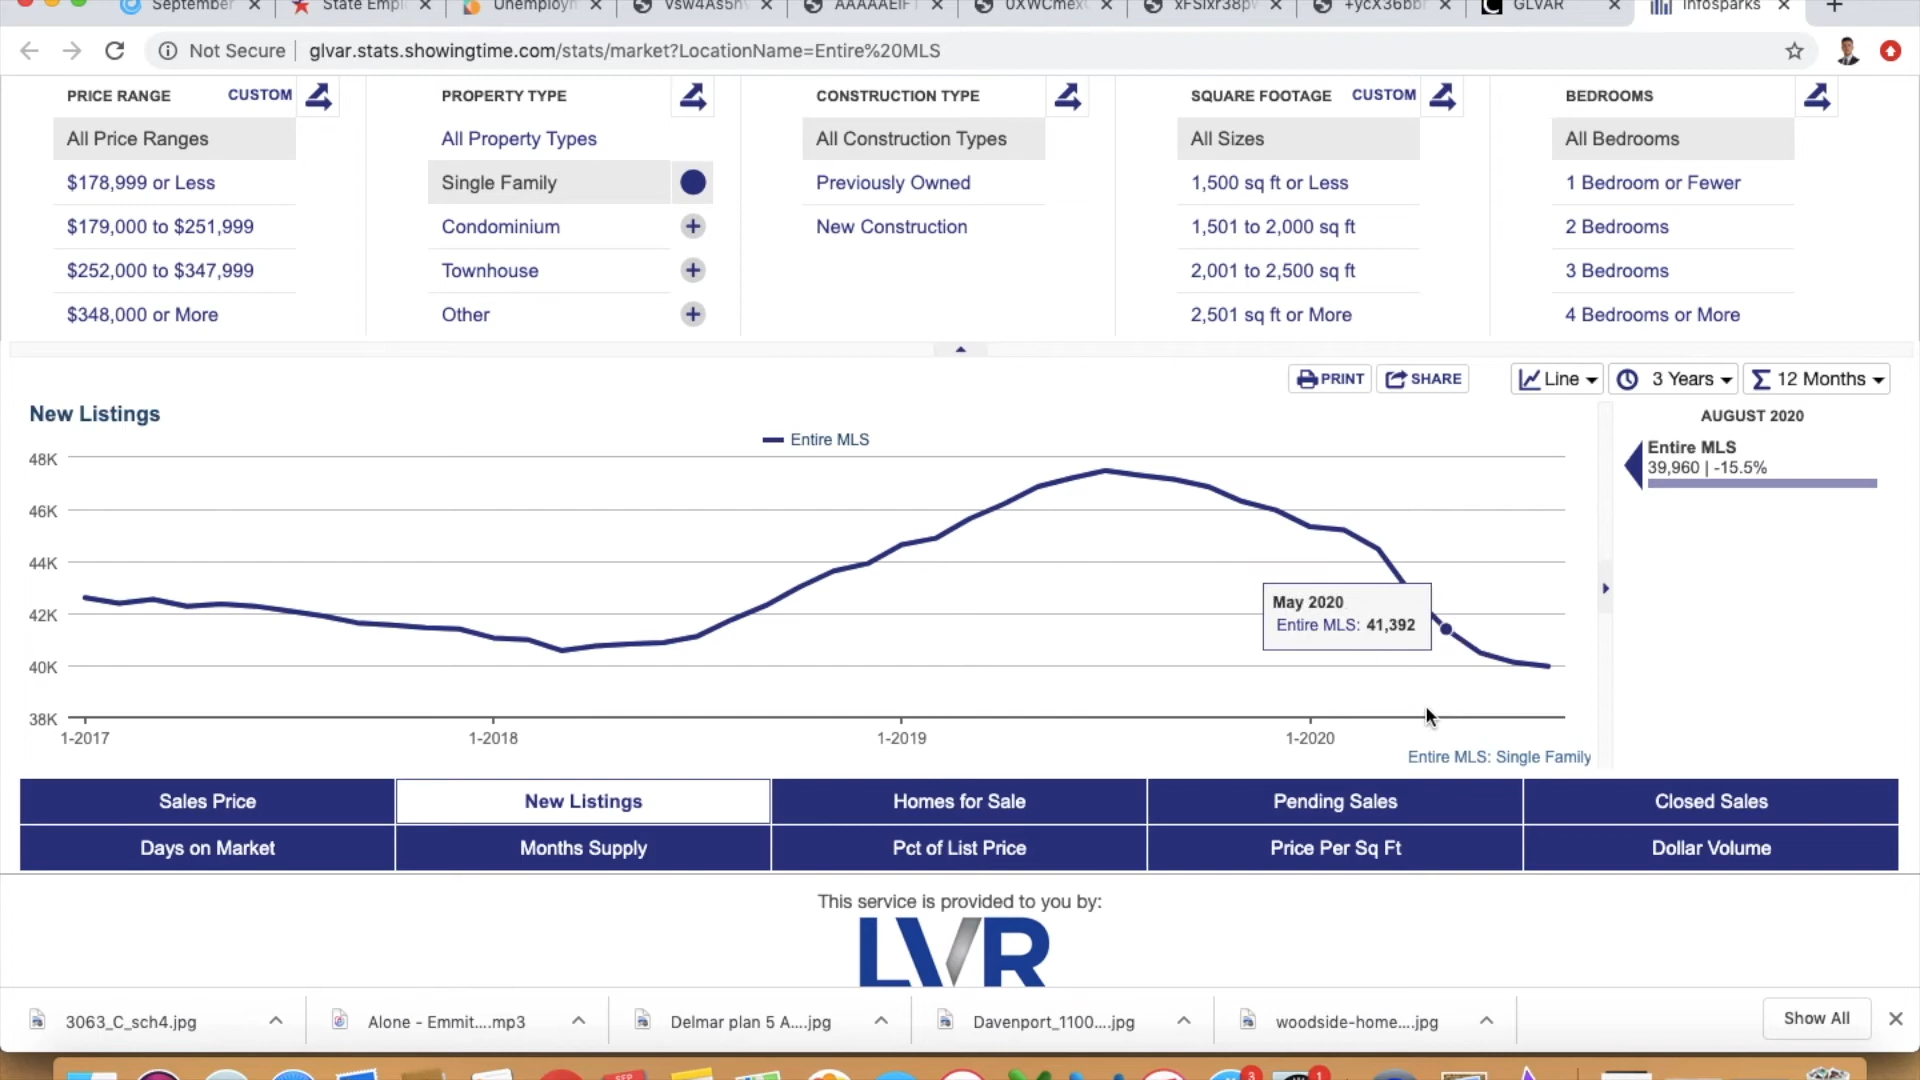 September
State Empl
Unemploym
GLVAR
Infosparks
Not Secure
glvar.stats.showingtime.com/stats/market?LocationName=Entire%20MLS
PRICE RANGE CUSTOM
All Price Ranges
$178,999 or Less
$179,000 to $251,999
$252,000 to $347,999
$348,000 or More
PROPERTY TYPE
All Property Types
Single Family
Condominium
Townhouse
Other
CONSTRUCTION TYPE
All Construction Types
Previously Owned
New Construction
SQUARE FOOTAGE CUSTOM
All Sizes
1,500 sq ft or Less
1,501 to 2,000 sq ft
2,001 to 2,500 sq ft
2,501 sq ft or More
BEDROOMS
All Bedrooms
1 Bedroom or Fewer
2 Bedrooms
3 Bedrooms
4 Bedrooms or More
PRINT
SHARE
Line
3 Years
12 Months
New Listings
Entire MLS
48K
46K
44K
42K
40K
38K
1-2017
1-2018
1-2019
1-2020
May 2020
Entire MLS: 41,392
Entire MLS: Single Family
AUGUST 2020
Entire MLS
39,960 | -15.5%
Sales Price
New Listings
Homes for Sale
Pending Sales
Closed Sales
Days on Market
Months Supply
Pct of List Price
Price Per Sq Ft
Dollar Volume
This service is provided to you by:
LVR
3063_C_sch4.jpg
Alone - Emmit....mp3
Delmar plan 5 A....jpg
Davenport_1100....jpg
woodside-home....jpg
Show All
SEP
3
1